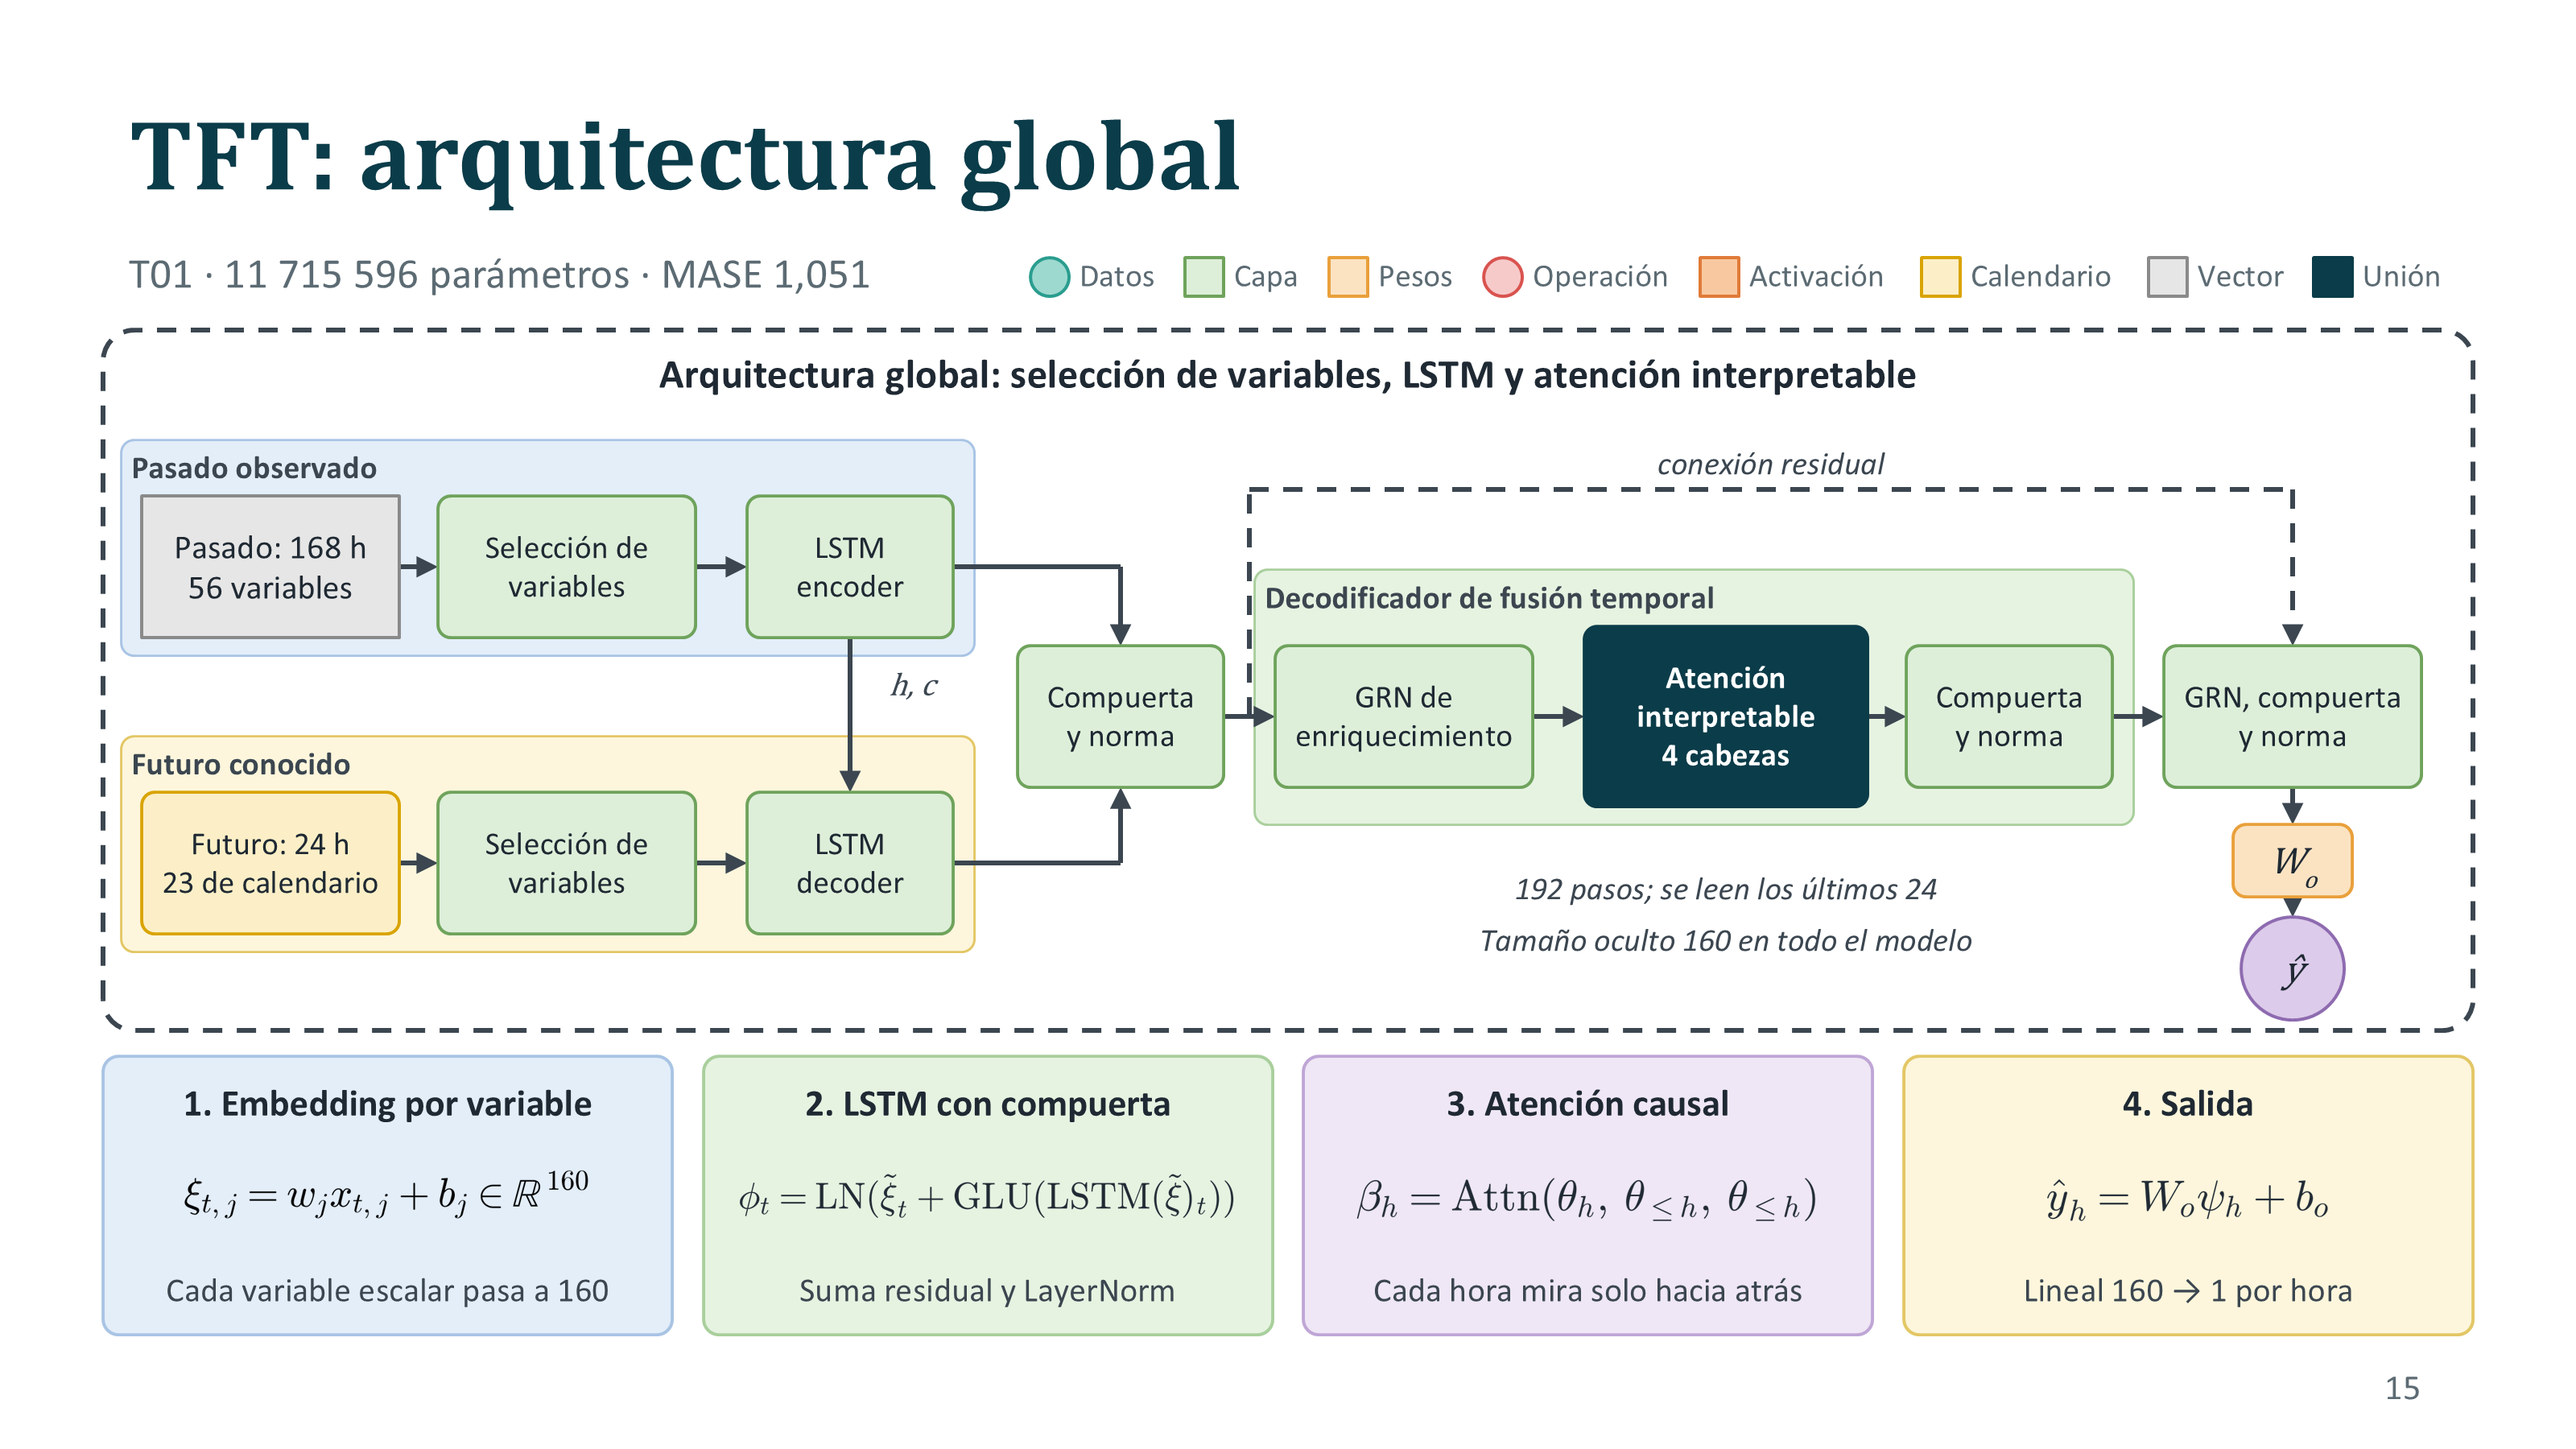 TFT: arquitectura global
T01 · 11 715 596 parámetros · MASE 1,051
Datos
Capa
Pesos
Operación
Activación
Calendario
Vector
Unión
Arquitectura global: selección de variables, LSTM y atención interpretable
Pasado observado
Pasado: 168 h
56 variables
Selección de
variables
LSTM
encoder
h, c
Futuro conocido
Futuro: 24 h
23 de calendario
Selección de
variables
LSTM
decoder
Compuerta
y norma
conexión residual
Decodificador de fusión temporal
GRN de
enriquecimiento
Atención
interpretable
4 cabezas
Compuerta
y norma
GRN, compuerta
y norma
192 pasos; se leen los últimos 24
Tamaño oculto 160 en todo el modelo
W_o
ŷ
1. Embedding por variable
ξ_{t, j} = w_j x_{t, j} + b_j ∈ ℝ^{160}
Cada variable escalar pasa a 160
2. LSTM con compuerta
ϕ_t = LN(ξ̃_t + GLU(LSTM(ξ̃)_t))
Suma residual y LayerNorm
3. Atención causal
β_h = Attn(θ_h, θ_{≤ h}, θ_{≤ h})
Cada hora mira solo hacia atrás
4. Salida
ŷ_h = W_o ψ_h + b_o
Lineal 160 → 1 por hora
15